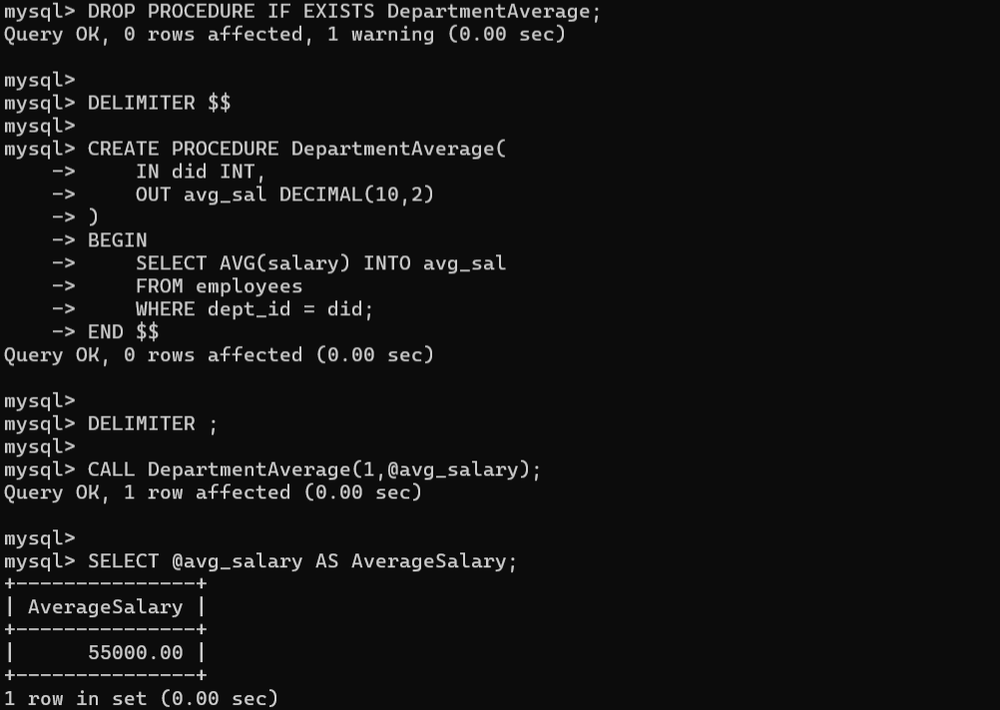 mysql> DROP PROCEDURE IF EXISTS DepartmentAverage;
Query OK, 0 rows affected, 1 warning (0.00 sec)
mysql>
mysql> DELIMITER $$
mysql>
mysql> CREATE PROCEDURE DepartmentAverage(
    ->     IN did INT,
    ->     OUT avg_sal DECIMAL(10,2)
    -> )
    -> BEGIN
    ->     SELECT AVG(salary) INTO avg_sal
    ->     FROM employees
    ->     WHERE dept_id = did;
    -> END $$
Query OK, 0 rows affected (0.00 sec)
mysql>
mysql> DELIMITER ;
mysql>
mysql> CALL DepartmentAverage(1,@avg_salary);
Query OK, 1 row affected (0.00 sec)
mysql>
mysql> SELECT @avg_salary AS AverageSalary;
+---------------+
| AverageSalary |
+---------------+
|      55000.00 |
+---------------+
1 row in set (0.00 sec)